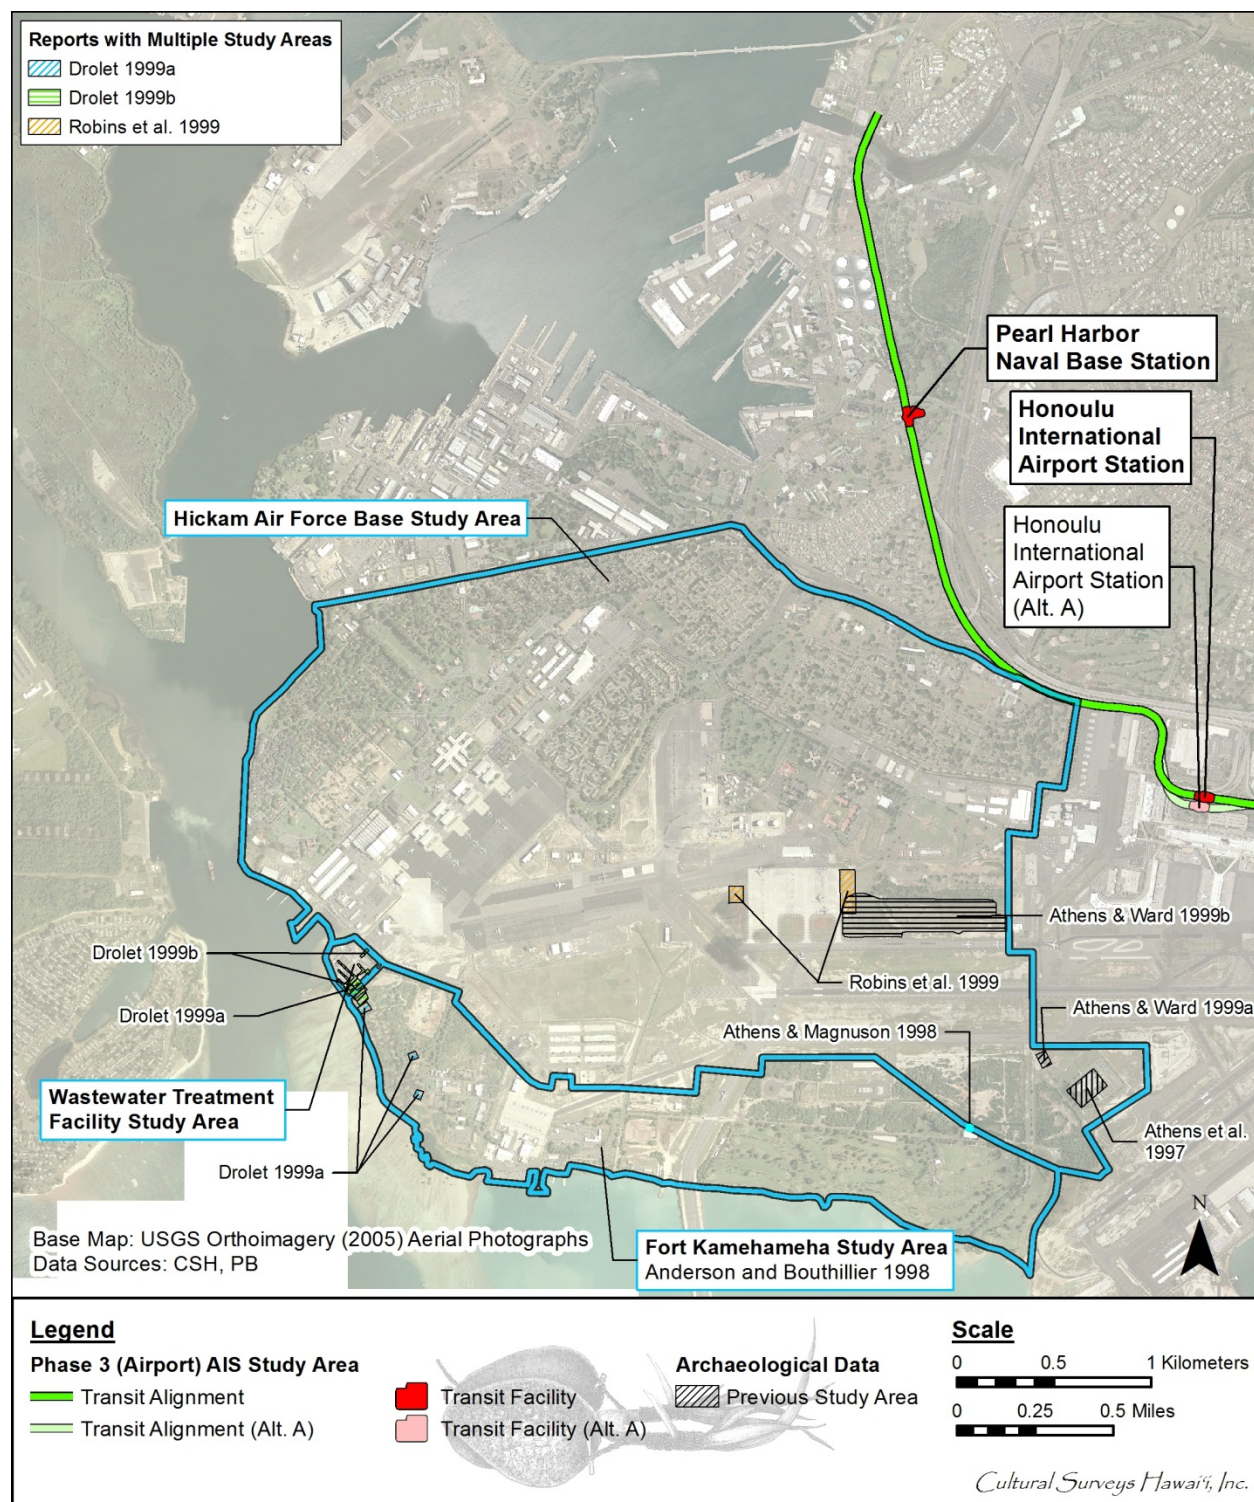 Reports with Multiple Study Areas
Drolet 1999a
Drolet 1999b
Robins et al. 1999
Pearl Harbor
Naval Base Station
Honoulu
International
Airport Station
Honoulu
International
Airport Station
(Alt. A)
Hickam Air Force Base Study Area
Athens & Ward 1999b
Drolet 1999b
Robins et al. 1999
Drolet 1999a
Athens & Ward 1999a
Athens & Magnuson 1998
Wastewater Treatment
Facility Study Area
Athens et al.
1997
Drolet 1999a
N
Base Map: USGS Orthoimagery (2005) Aerial Photographs
Data Sources: CSH, PB
Fort Kamehameha Study Area
Anderson and Bouthillier 1998
Legend
Phase 3 (Airport) AIS Study Area
Transit Alignment
Transit Alignment (Alt. A)
Transit Facility
Transit Facility (Alt. A)
Archaeological Data
Previous Study Area
Scale
0 0.5 1 Kilometers
0 0.25 0.5 Miles
Cultural Surveys Hawai‘i, Inc.